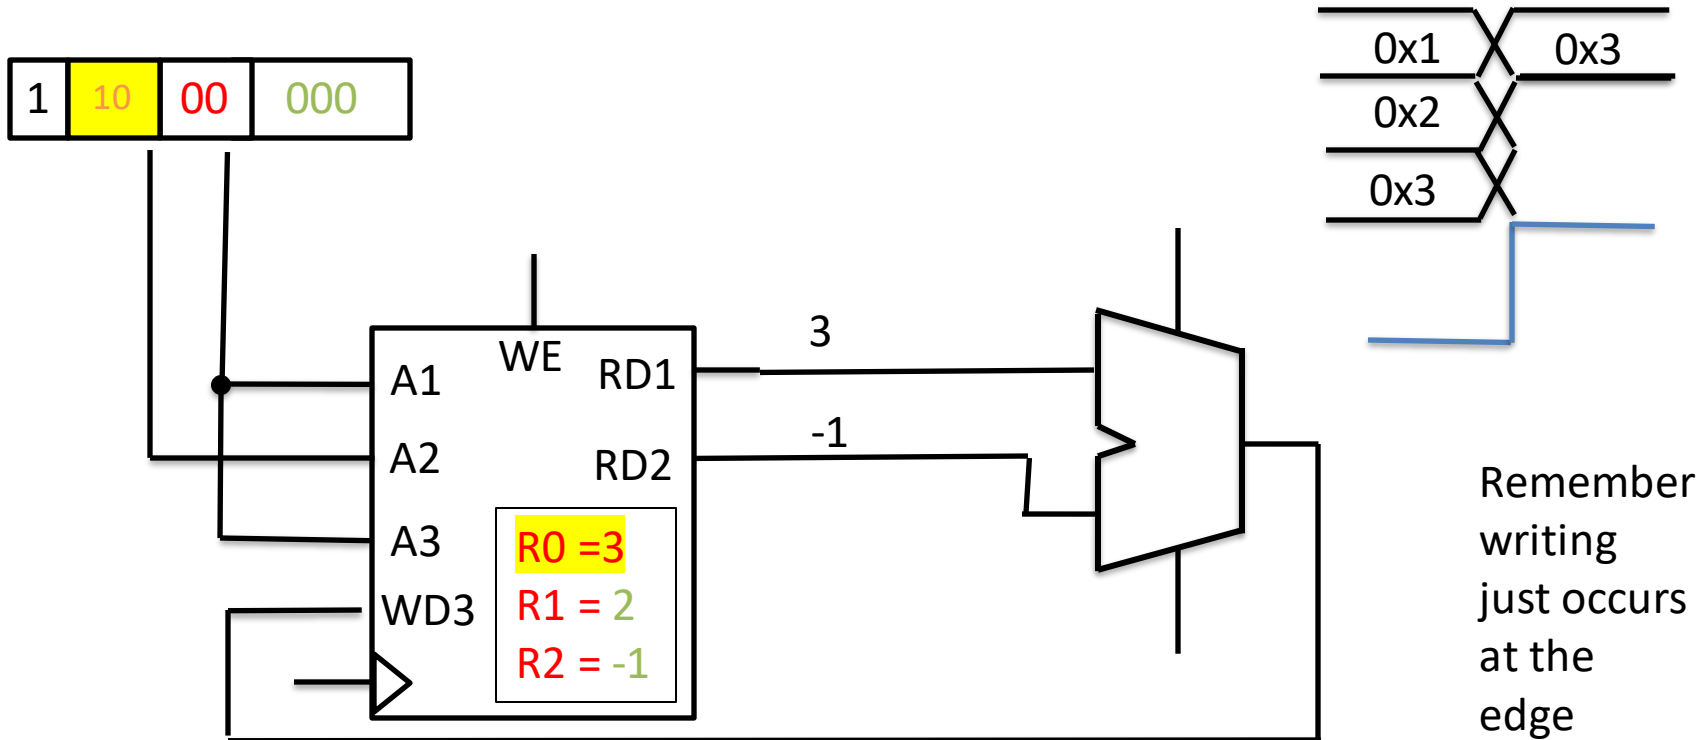 0x1 0x3
1 10 00 000
0x2
0x3
3
WE
A1 RD1
-1
A2 RD2
A3
R0 =3
WD3
R1 = 2
R2 = -1
Remember
writing
just occurs
at the
edge